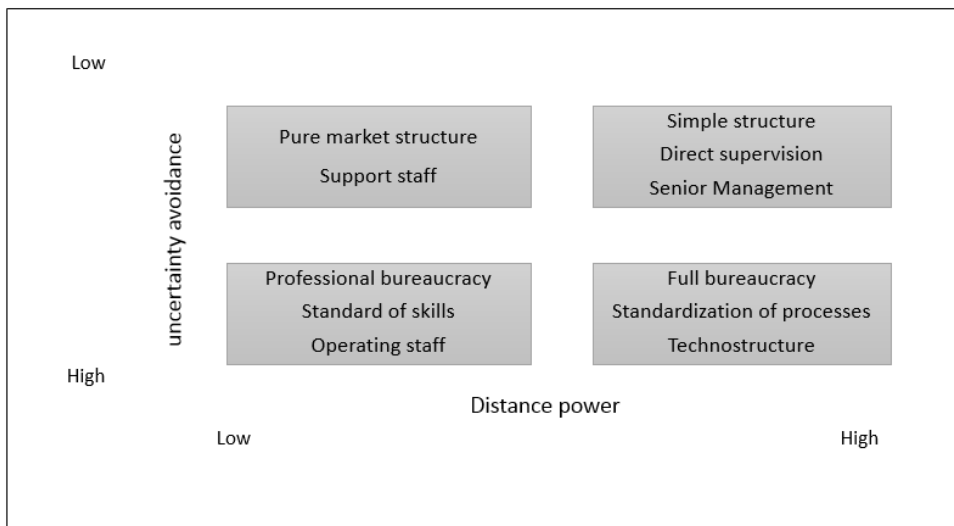 Low
Pure market structure
Support staff
Simple structure
Direct supervision
Senior Management
uncertainty avoidance
Professional bureaucracy
Standard of skills
Operating staff
Full bureaucracy
Standardization of processes
Technostructure
High
Distance power
Low
High